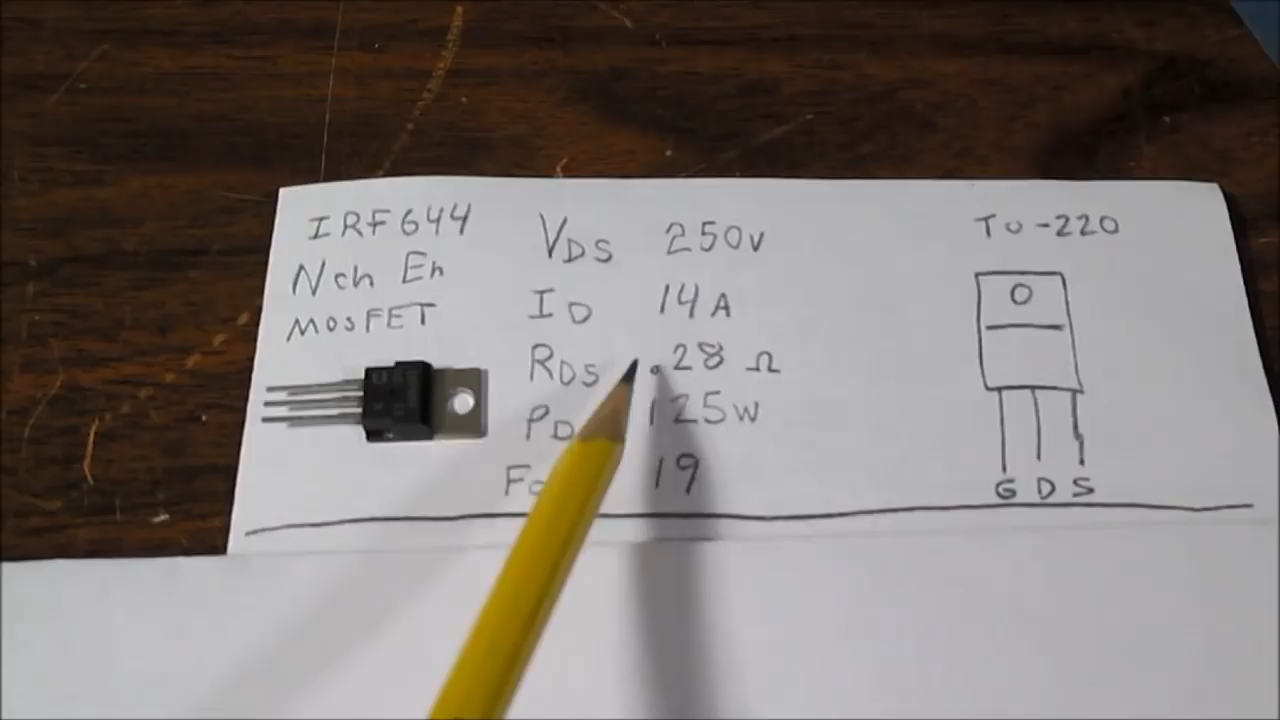 IRF644
Nch En
MOSFET
VDS 250v
ID 14A
RDS .28 Ω
PD 125W
19
TO-220
G D S